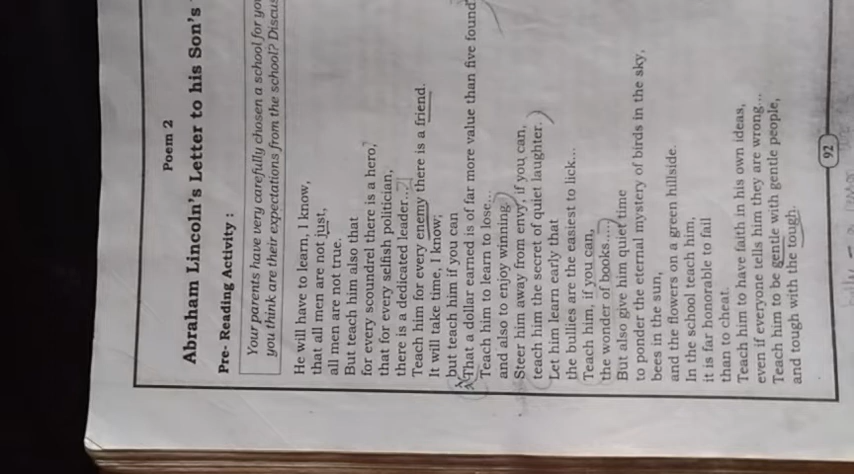 Poem 2
Abraham Lincoln's Letter to his Son's
Pre- Reading Activity :
Your parents have very carefully chosen a school for
you think are their expectations from the school?
He will have to learn, I know,
that all men are not just,
all men are not true.
But teach him also that
for every scoundrel there is a hero,
that for every selfish politician,
there is a dedicated leader...
Teach him for every enemy there is a friend.
It will take time, I know;
but teach him if you can
That a dollar earned is of far more value than five found
Teach him to learn to lose...
and also to enjoy winning.
Steer him away from envy, if you can,
teach him the secret of quiet laughter.
Let him learn early that
the bullies are the easiest to lick...
Teach him, if you can,
the wonder of books....
But also give him quiet time
to ponder the eternal mystery of birds in the sky,
bees in the sun,
and the flowers on a green hillside.
In the school teach him,
it is far honorable to fail
than to cheat.
Teach him to have faith in his own ideas,
even if everyone tells him they are wrong...
Teach him to be gentle with gentle people,
and tough with the tough.
92